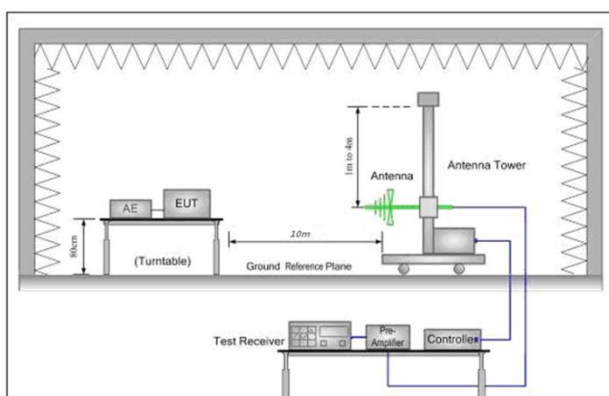 1m to 4m
Antenna
Antenna Tower
AE
EUT
10m
80cm
(Turntable)
Ground Reference Plane
Test Receiver
Pre-
Amplifier
Controller